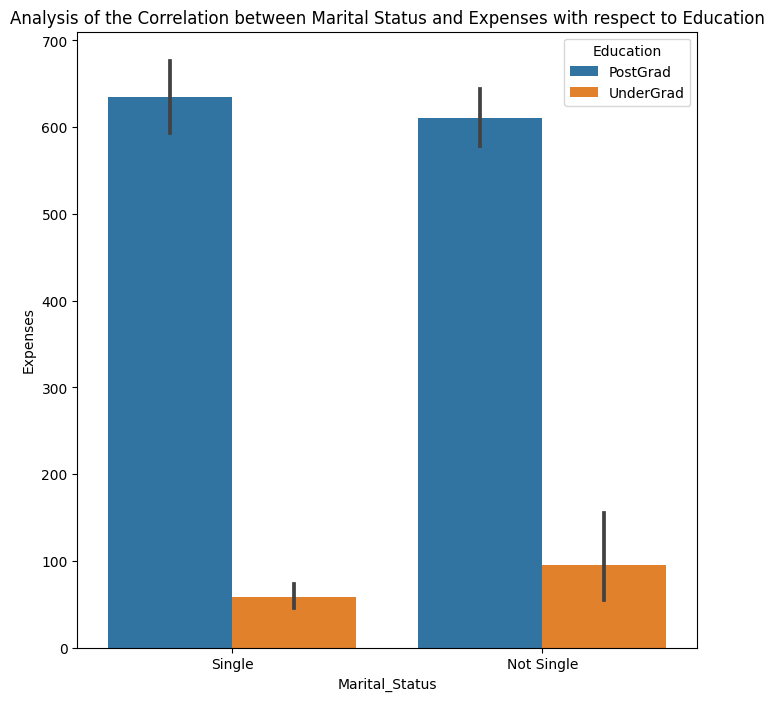 Analysis of the Correlation between Marital Status and Expenses with respect to Education
Education
PostGrad
UnderGrad
700
600
500
400
300
200
100
0
Expenses
Single
Not Single
Marital_Status